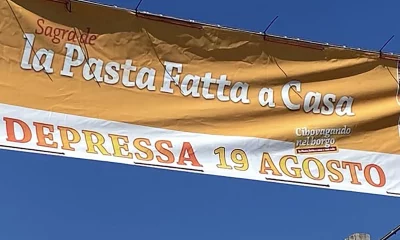 Sagra de
la Pasta Fatta a Casa
Cibovagando
nel borgo
DEPRESSA 19 AGOSTO